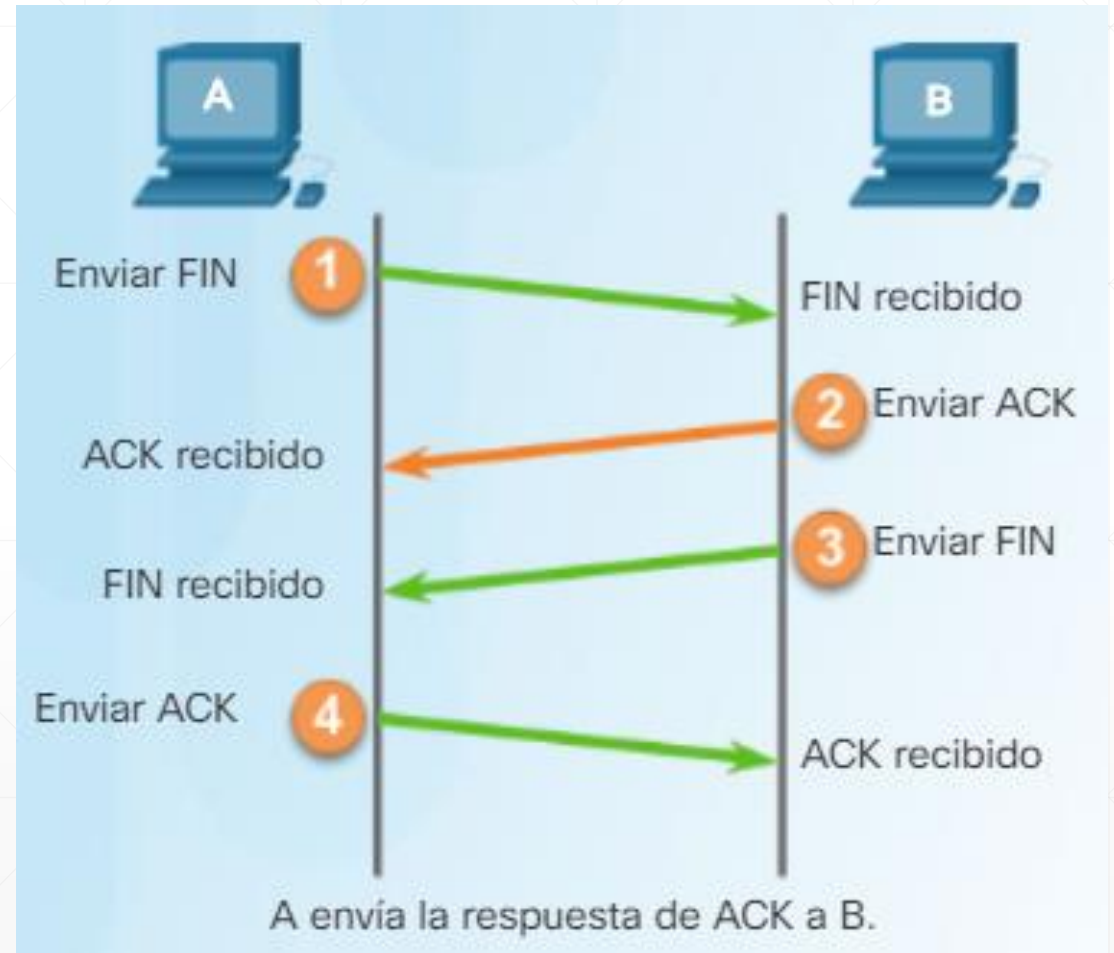 A
B
Enviar FIN
1
FIN recibido
2
Enviar ACK
ACK recibido
3
Enviar FIN
FIN recibido
Enviar ACK
4
ACK recibido
A envía la respuesta de ACK a B.